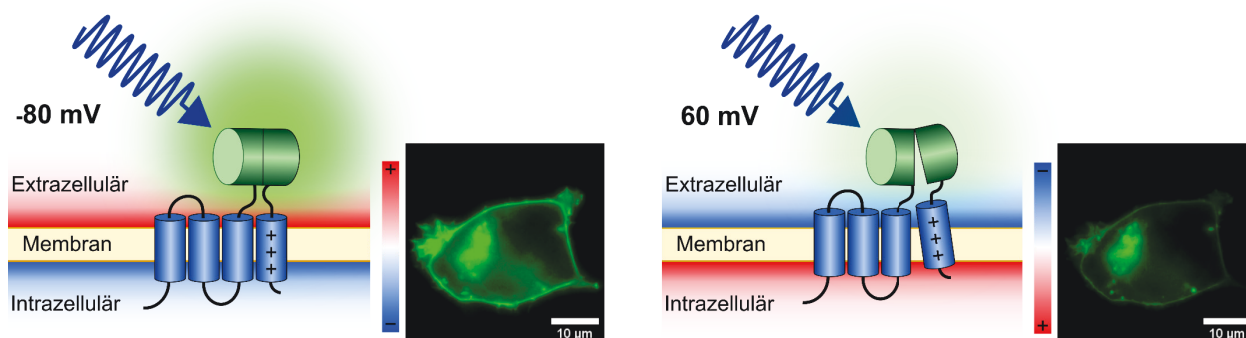 -80 mV
Extrazellulär
Membran
Intrazellulär
+ + +
+
–
10 µm
60 mV
Extrazellulär
Membran
Intrazellulär
+ + +
–
+
10 µm